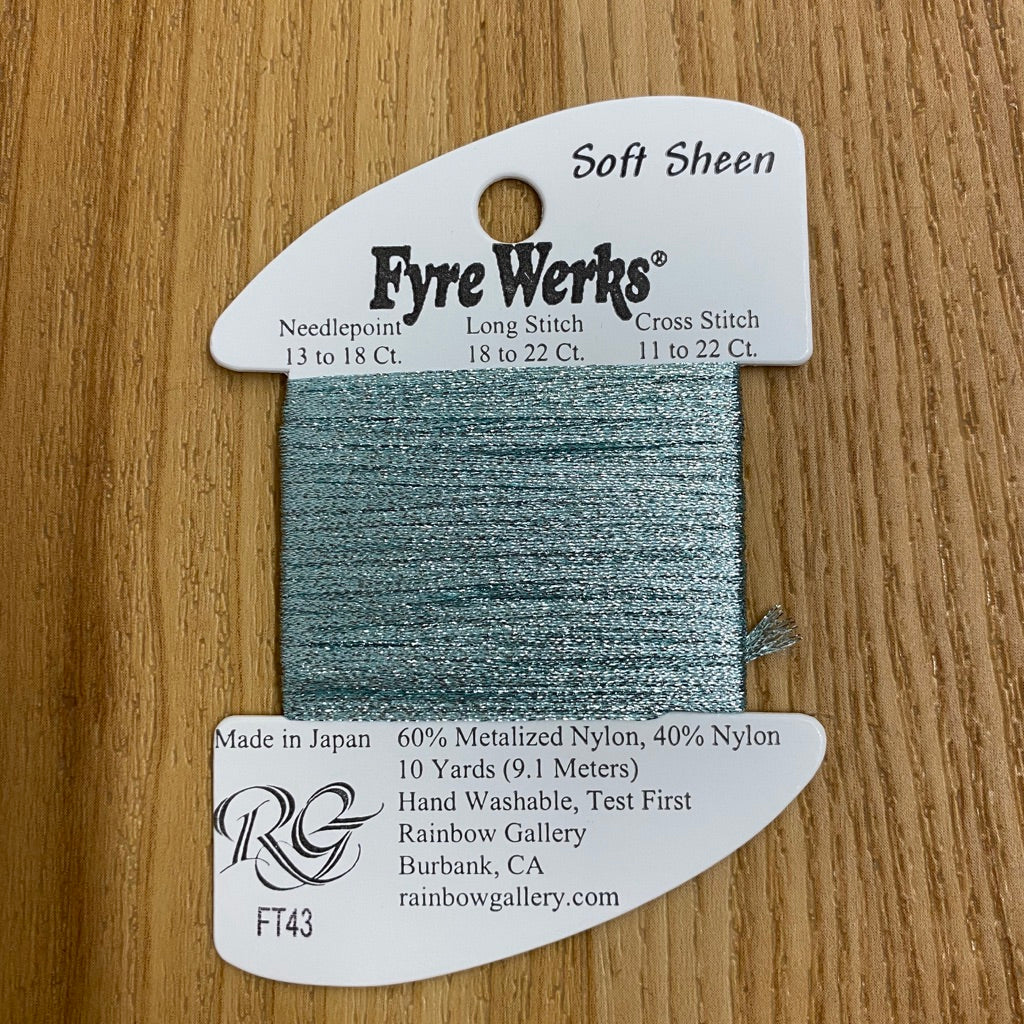 Soft Sheen
Fyre Werks®
Needlepoint Long Stitch Cross Stitch
13 to 18 Ct. 18 to 22 Ct. 11 to 22 Ct.
Made in Japan 60% Metalized Nylon, 40% Nylon
10 Yards (9.1 Meters)
Hand Washable, Test First
Rainbow Gallery
Burbank, CA
rainbowgallery.com
RG
FT43